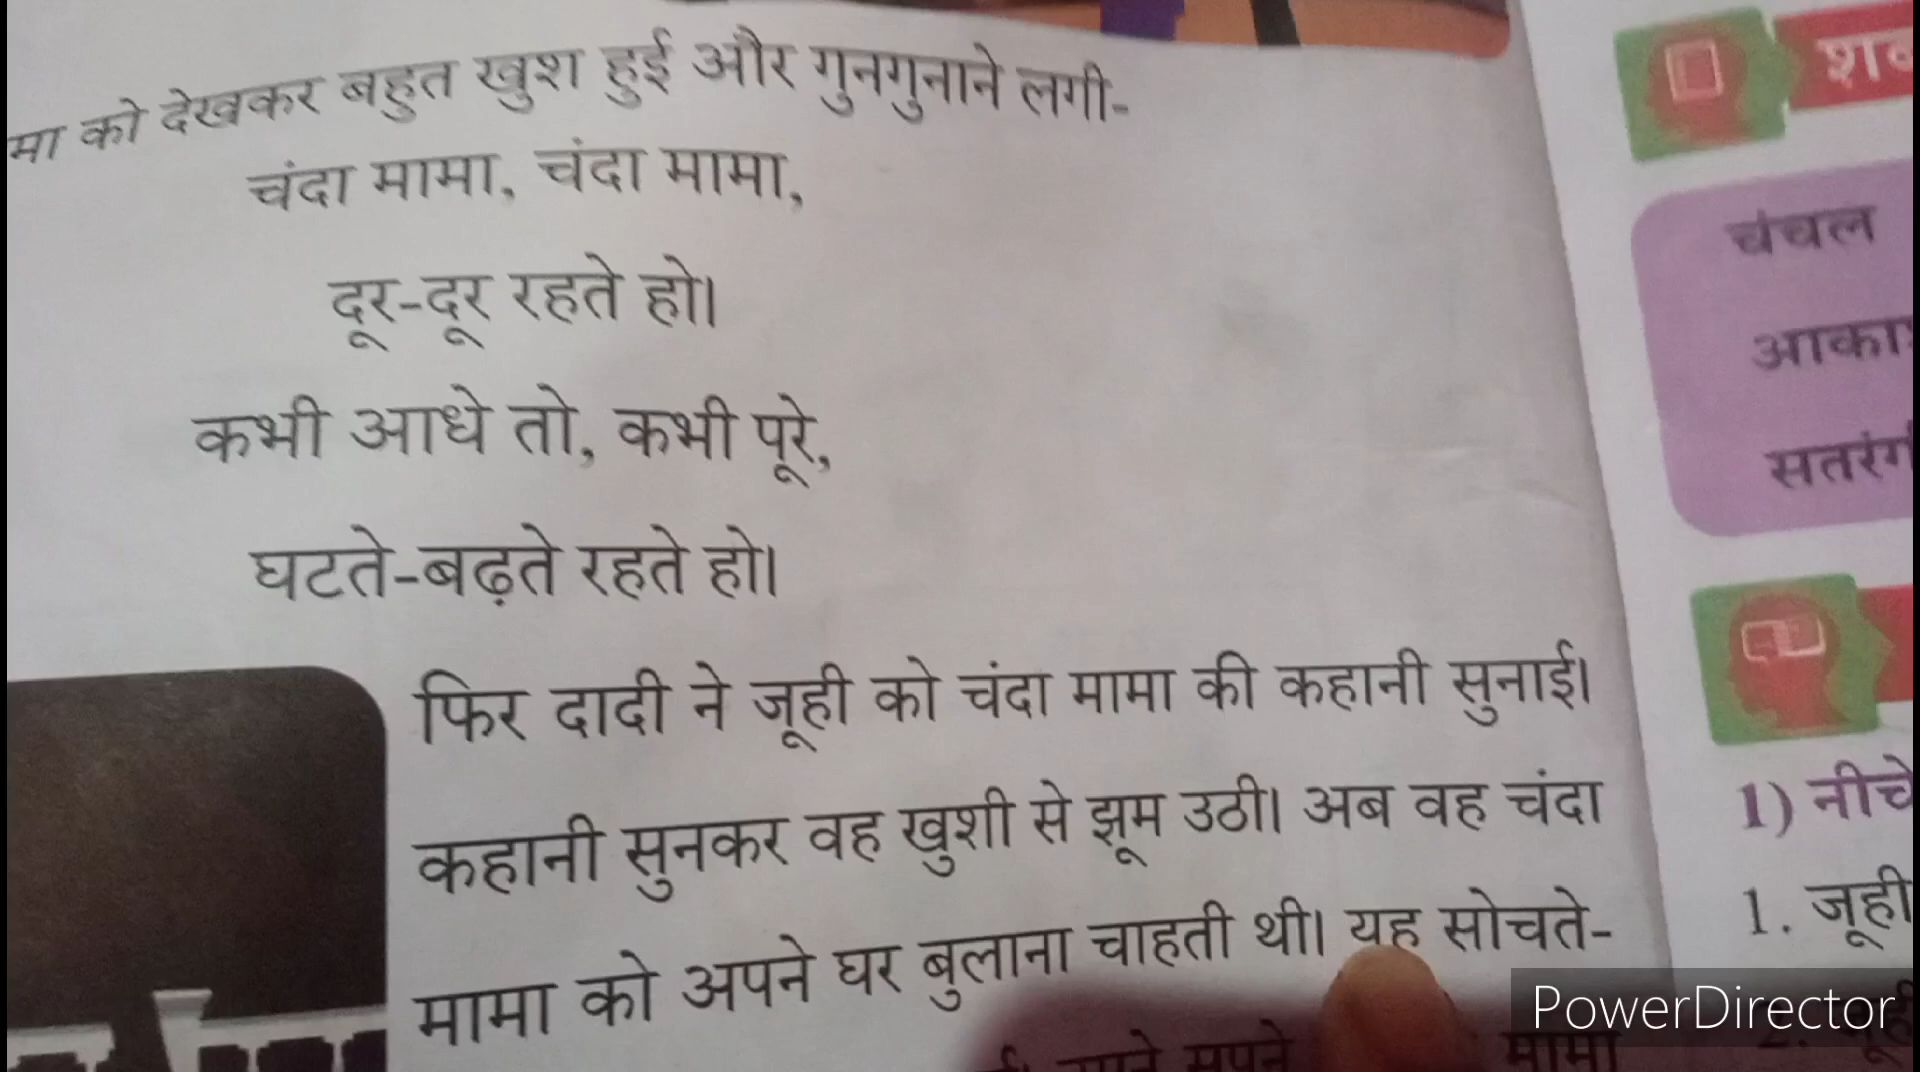 मा को देखकर बहुत खुश हुई और गुनगुनाने लगी-
चंदा मामा, चंदा मामा,
दूर-दूर रहते हो।
कभी आधे तो, कभी पूरे,
घटते-बढ़ते रहते हो।
फिर दादी ने जूही को चंदा मामा की कहानी सुनाई।
कहानी सुनकर वह खुशी से झूम उठी। अब वह चंदा
मामा को अपने घर बुलाना चाहती थी। यह सोचते-
मामा
चंचल
1) नीचे
1. जूही
PowerDirector